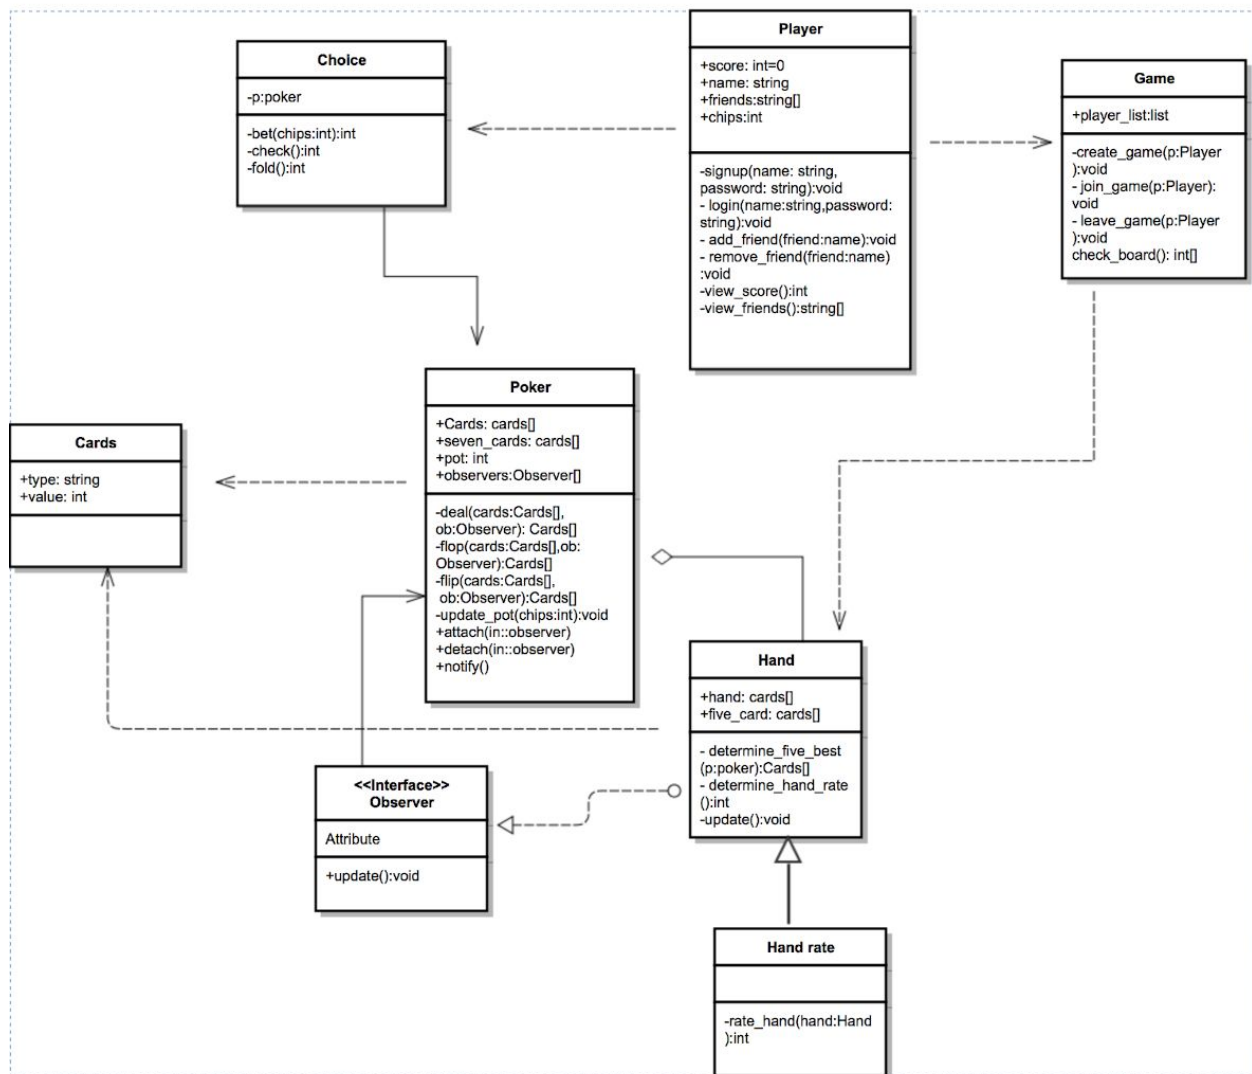 Choice
-p:poker
-bet(chips:int):int
-check():int
-fold():int
Player
+score: int=0
+name: string
+friends:string[]
+chips:int
-signup(name: string,
password: string):void
- login(name:string,password:
string):void
- add_friend(friend:name):void
- remove_friend(friend:name)
:void
-view_score():int
-view_friends():string[]
Game
+player_list:list
-create_game(p:Player
):void
- join_game(p:Player):
void
- leave_game(p:Player
):void
check_board(): int[]
Poker
+Cards: cards[]
+seven_cards: cards[]
+pot: int
+observers:Observer[]
-deal(cards:Cards[],
ob:Observer): Cards[]
-flop(cards:Cards[],ob:
Observer):Cards[]
-flip(cards:Cards[],
ob:Observer):Cards[]
-update_pot(chips:int):void
+attach(in::observer)
+detach(in::observer)
+notify()
Cards
+type: string
+value: int
Hand
+hand: cards[]
+five_card: cards[]
- determine_five_best
(p:poker):Cards[]
- determine_hand_rate
():int
-update():void
<<Interface>>
Observer
Attribute
+update():void
Hand rate
-rate_hand(hand:Hand
):int